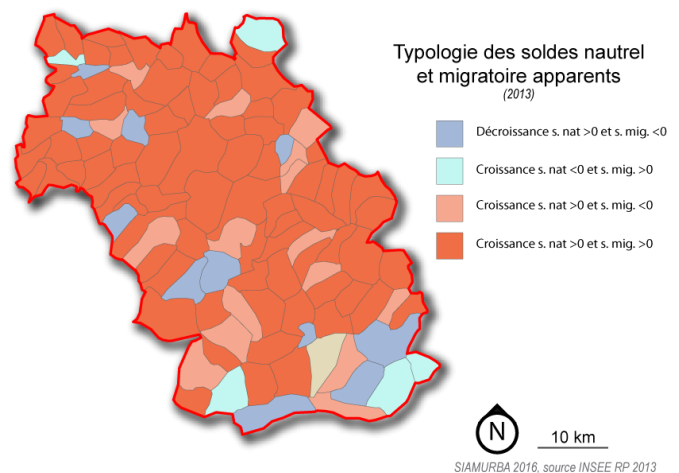 Typologie des soldes nautrel
et migratoire apparents
(2013)
Décroissance s. nat >0 et s. mig. <0
Croissance s. nat <0 et s. mig. >0
Croissance s. nat >0 et s. mig. <0
Croissance s. nat >0 et s. mig. >0
N
10 km
SIAMURBA 2016, source INSEE RP 2013